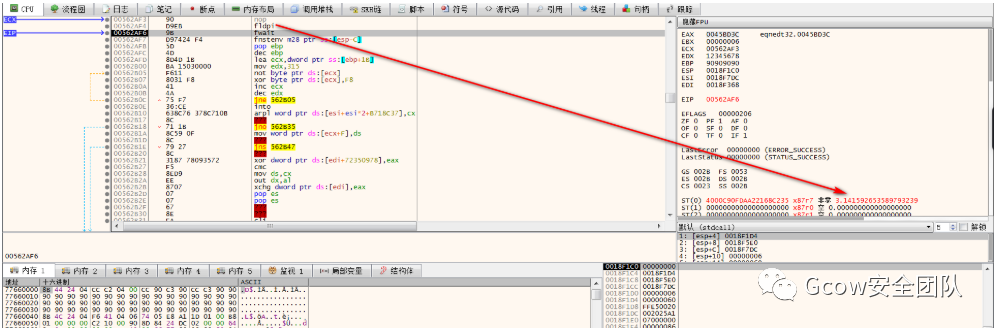 CPU 流程图 日志 笔记 断点 内存布局 调用堆栈 SEH链 脚本 符号 源代码 引用 线程 句柄 跟踪
ECX
EIP
00562AF3 90 nop
00562AF4 D9EB fldpi
00562AF6 9B fwait
00562AF7 D97424 F4 fnstenv m28 ptr ss:[esp-C]
00562AFB 5D pop ebp
00562AFC 4D dec ebp
00562AFD 8D4D 1B lea ecx,dword ptr ss:[ebp+1B]
00562B00 BA 15030000 mov edx,315
00562B05 F611 not byte ptr ds:[ecx]
00562B07 8031 F8 xor byte ptr ds:[ecx],F8
00562B0A 41 inc ecx
00562B0B 4A dec edx
00562B0C 75 F7 jne 562B05
00562B0E 36:CE into
00562B10 638C76 378C710B arpl word ptr ds:[esi+esi*2+B718C37],cx
00562B17 8C
00562B18 71 1B jno 562B35
00562B1A 8C59 0F mov word ptr ds:[ecx+F],ds
00562B1D 8C
00562B1E 79 27 jns 562B47
00562B20 8C
00562B21 3187 78093572 xor dword ptr ds:[edi+72350978],eax
00562B27 F5 cmc
00562B28 8ED9 mov ds,cx
00562B2A EE out dx,al
00562B2B 8707 xchg dword ptr ds:[edi],eax
00562B2D 07 pop es
00562B2E 07 pop es
00562B2F 67
00562B30 8E
隐藏FPU
EAX 0045BD3C eqnedt32.0045BD3C
EBX 00000006
ECX 00562AF3
EDX 12345678
EBP 90909090
ESP 0018F1C0
ESI 0018F7DC
EDI 0018F368
EIP 00562AF6
EFLAGS 00000206
ZF 0 PF 1 AF 0
OF 0 SF 0 DF 0
CF 0 TF 0 IF 1
LastError 00000000 (ERROR_SUCCESS)
LastStatus 00000000 (STATUS_SUCCESS)
GS 002B FS 0053
ES 002B DS 002B
CS 0023 SS 002B
ST(0) 4000C90FDAA22168C235 x87r7 非零 3.141592653589793239
ST(1) 00000000000000000000 x87r0 空 0.000000000000000000
默认 (stdcall) 5 解锁
1: [esp+4] 0018F1D4
2: [esp+8] 0018F5E0
3: [esp+C] 0018F7DC
4: [esp+10] 00000006
00562AF6
内存 1 内存 2 内存 3 内存 4 内存 5 监视 1 局部变量 结构体
地址 十六进制 ASCII
77660000 8B 44 24 04 CC C2 04 00 CC 90 C3 90 CC C3 90 90
77660010 90 90 90 90 90 90 90 90 90 90 90 90 90 90 90 90
77660020 90 90 90 90 90 90 90 90 90 90 90 90 90 90 90 90
77660030 90 90 90 90 90 90 90 90 90 90 90 90 90 90 90 90
77660040 8B 4C 24 04 F6 41 04 06 74 05 E8 A1 1D 01 00 B8
77660050 01 00 00 00 C2 10 00 90 8D 84 24 DC 02 00 00 64
0018F1C0 00000000
0018F1C4 0018F1D4
0018F1C8 0018F5E0
0018F1CC 0018F7DC
0018F1D0 00000006
0018F1D4 00000060
0018F1D8 FFE50020
0018F1DC 002025A1
0018F1E0 07000000
Gcow安全团队